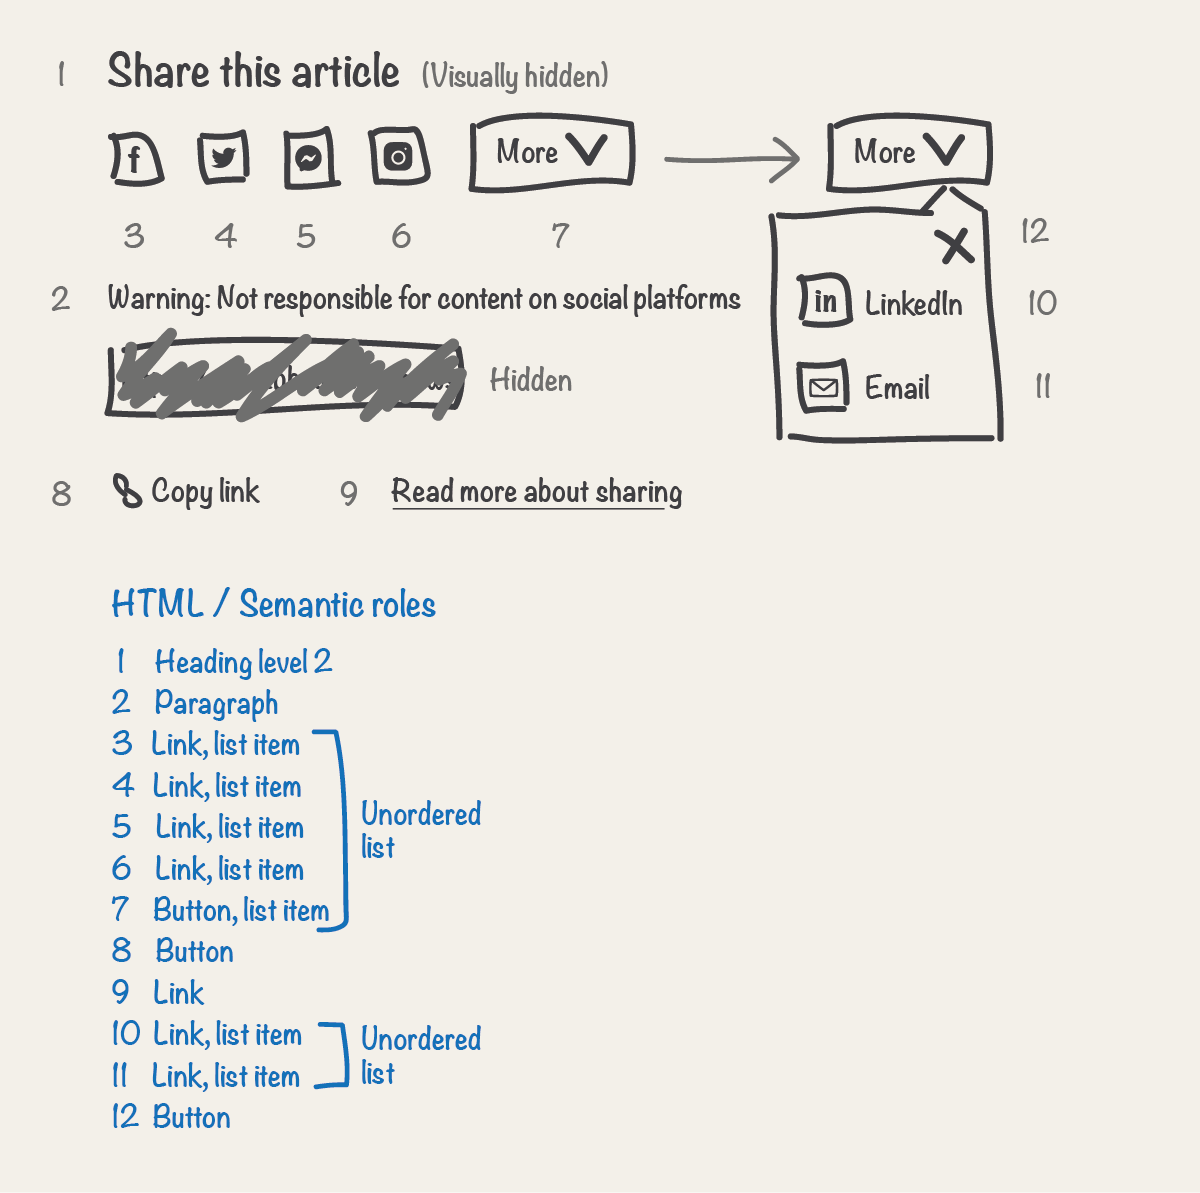 1 Share this article (Visually hidden)
f
More
More
3 4 5 6 7
12
2 Warning: Not responsible for content on social platforms
in LinkedIn 10
Hidden
Email 11
8 Copy link 9 Read more about sharing
HTML / Semantic roles
1 Heading level 2
2 Paragraph
3 Link, list item
4 Link, list item
5 Link, list item
6 Link, list item
7 Button, list item
Unordered
list
8 Button
9 Link
10 Link, list item
11 Link, list item
Unordered
list
12 Button